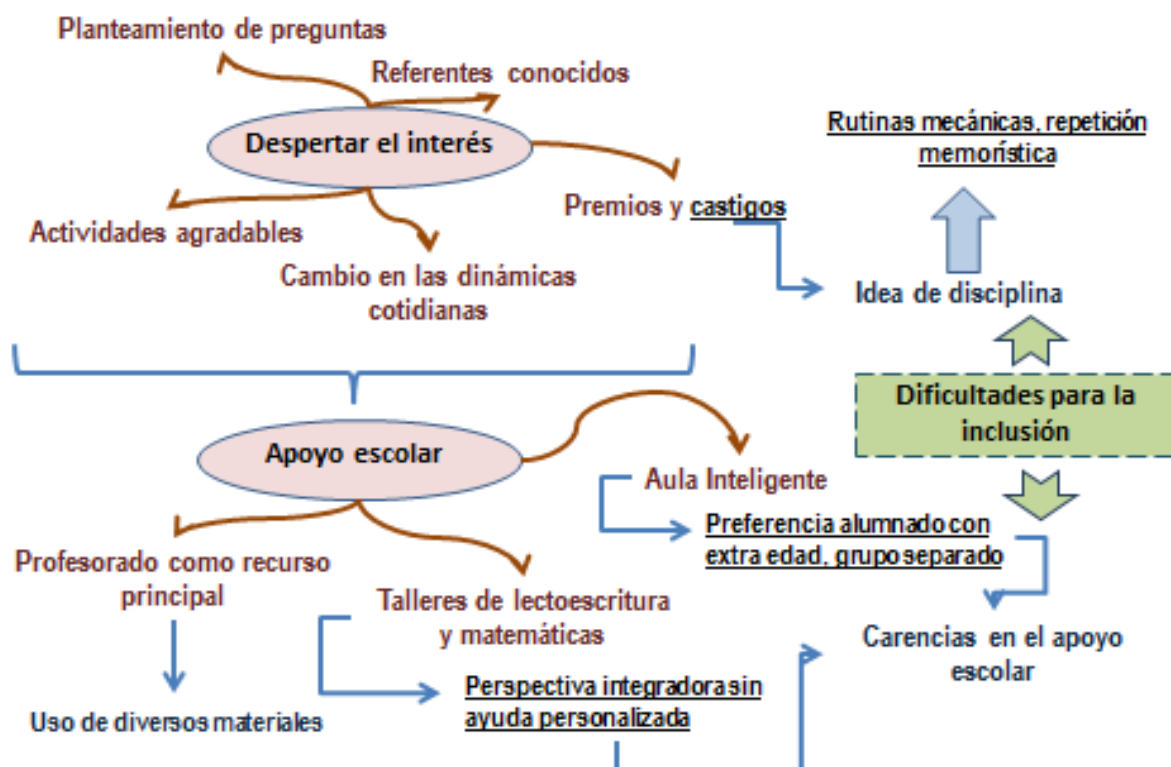 Planteamiento de preguntas
Referentes conocidos
Despertar el interés
Rutinas mecánicas, repetición
memorística
Premios y castigos
Actividades agradables
Cambio en las dinámicas
cotidianas
Idea de disciplina
Dificultades para la
inclusión
Apoyo escolar
Aula Inteligente
Preferencia alumnado con
extra edad, grupo separado
Profesorado como recurso
principal
Talleres de lectoescritura
y matemáticas
Carencias en el apoyo
escolar
Uso de diversos materiales
Perspectiva integradora sin
ayuda personalizada